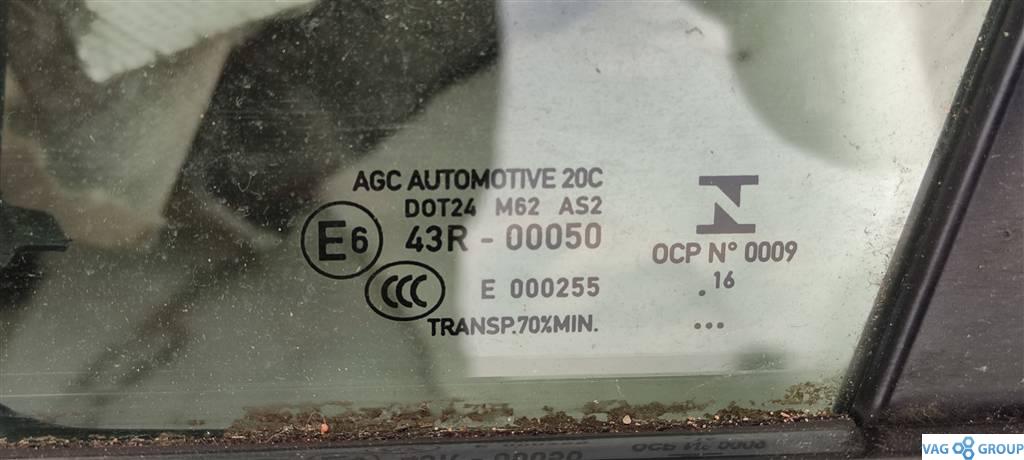 AGC AUTOMOTIVE 20C
DOT24 M62 AS2
E6 43R - 00050
CCC E 000255
TRANSP.70%MIN.
N
OCP N° 0009
.16
...
VAG GROUP